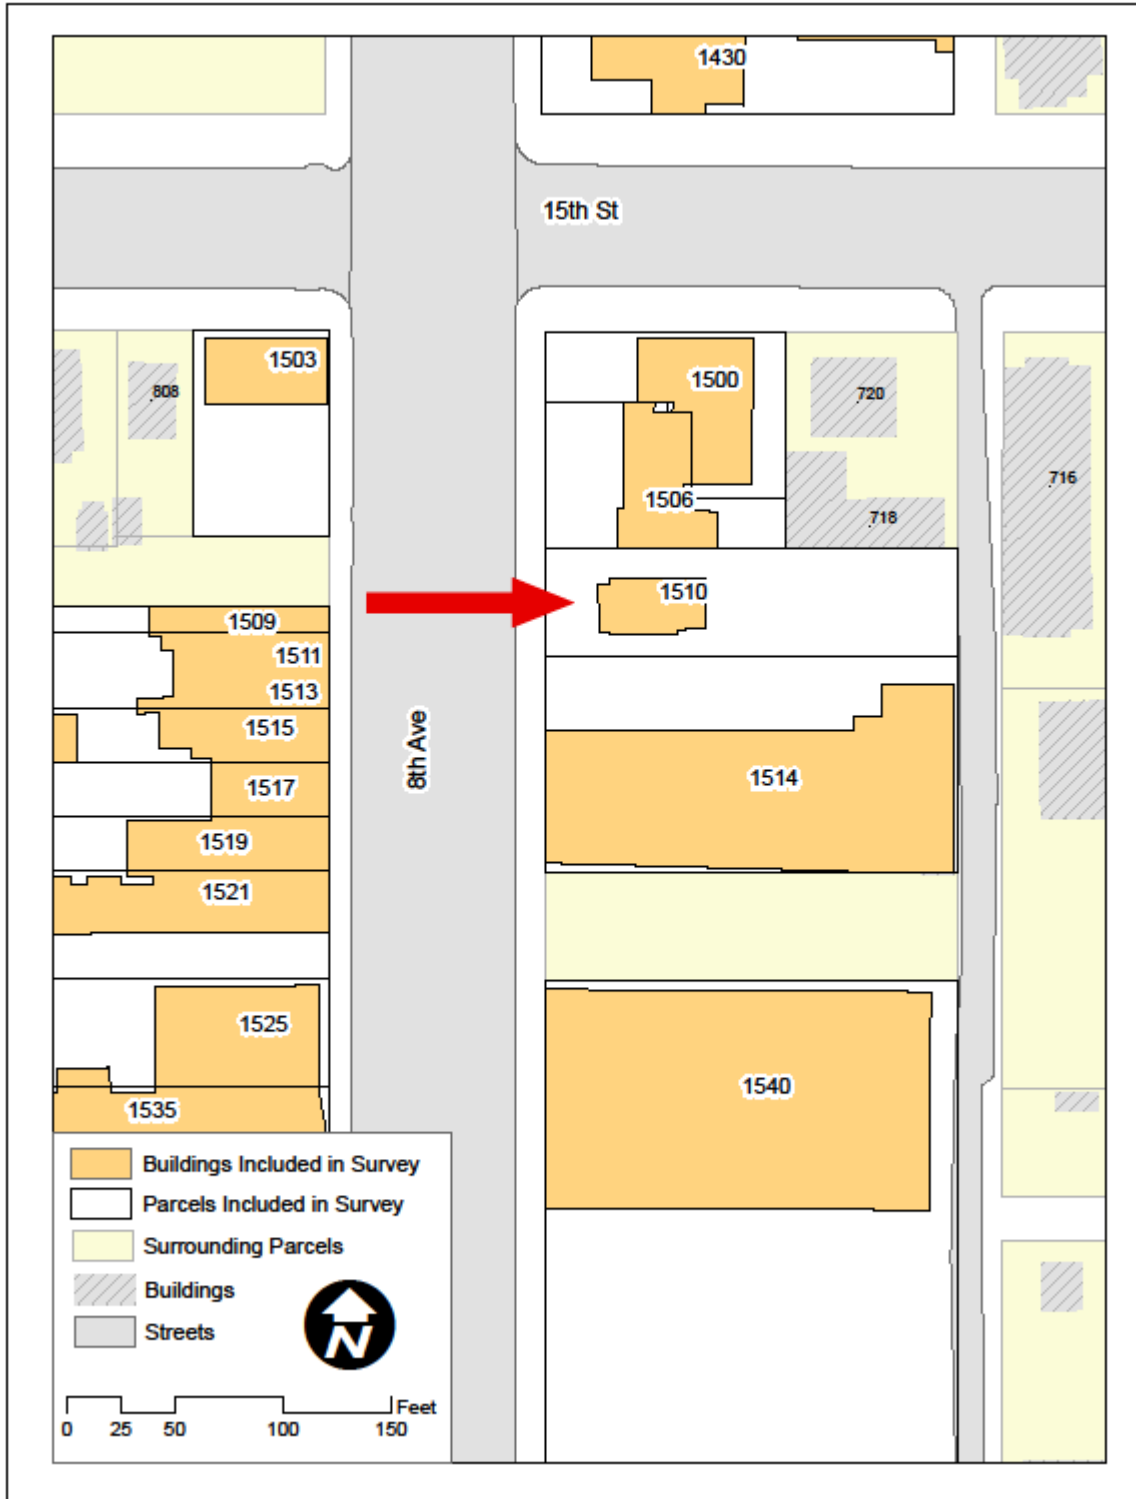 1430
15th St
1503
808
1500
720
716
1506
718
1510
1509
1511
1513
1515
8th Ave
1517
1514
1519
1521
1525
1540
1535
Buildings Included in Survey
Parcels Included in Survey
Surrounding Parcels
Buildings
Streets
N
Feet
0 25 50 100 150